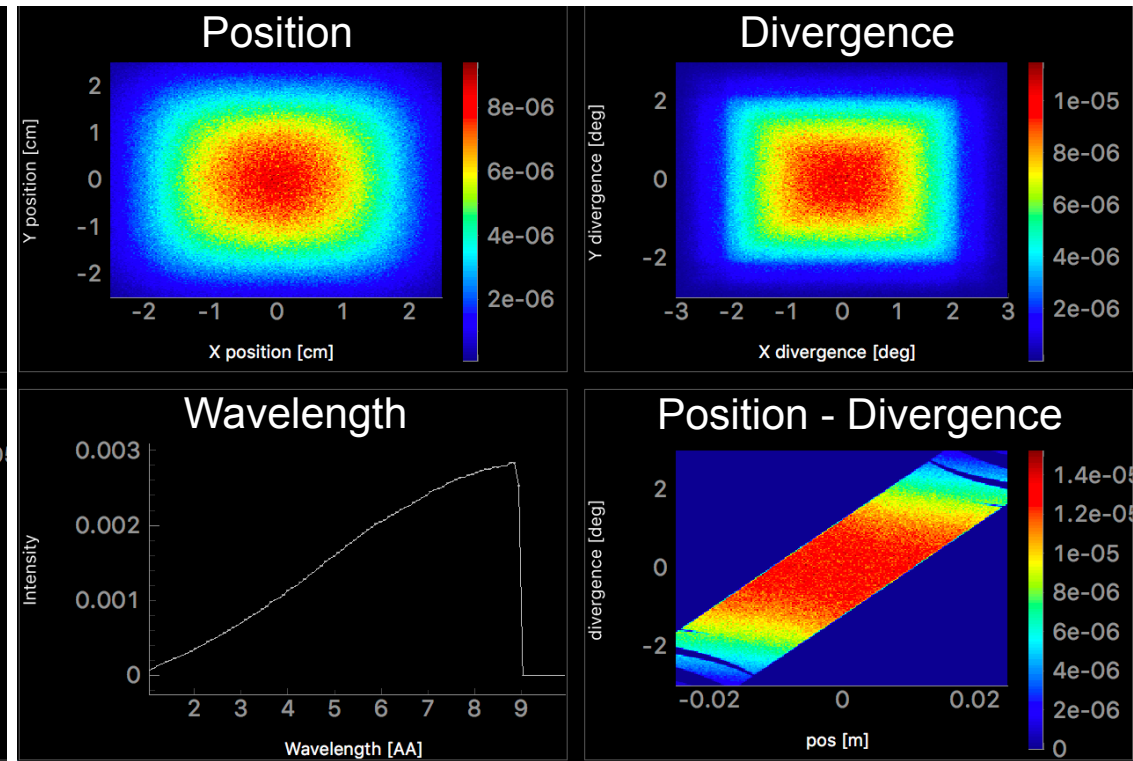 Position
Y position [cm]
2
1
0
-1
-2
-2
-1
0
1
2
X position [cm]
8e-06
6e-06
4e-06
2e-06
Divergence
Y divergence [deg]
2
0
-2
-3
-2
-1
0
1
2
3
X divergence [deg]
1e-05
8e-06
6e-06
4e-06
2e-06
Wavelength
Intensity
0.003
0.002
0.001
0
2
3
4
5
6
7
8
9
Wavelength [AA]
Position - Divergence
divergence [deg]
2
0
-2
-0.02
0
0.02
pos [m]
1.4e-05
1.2e-05
1e-05
8e-06
6e-06
4e-06
2e-06
0